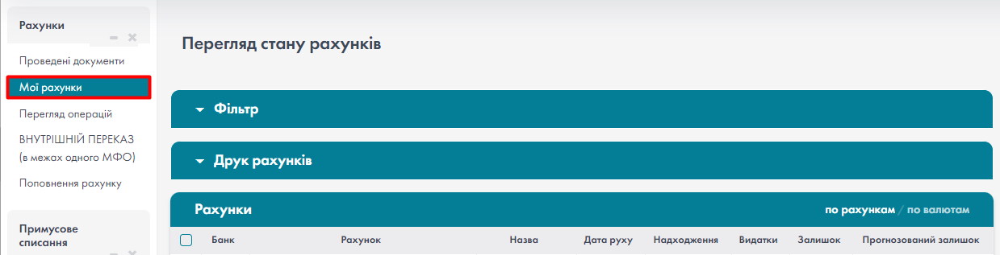 Рахунки
Проведені документи
Мої рахунки
Перегляд операцій
ВНУТРІШНІЙ ПЕРЕКАЗ
(в межах одного МФО)
Поповнення рахунку
Примусове
списання
Перегляд стану рахунків
Фільтр
Друк рахунків
Рахунки
по рахункам / по валютам
Банк Рахунок Назва Дата руху Надходження Видатки Залишок Прогнозований залишок